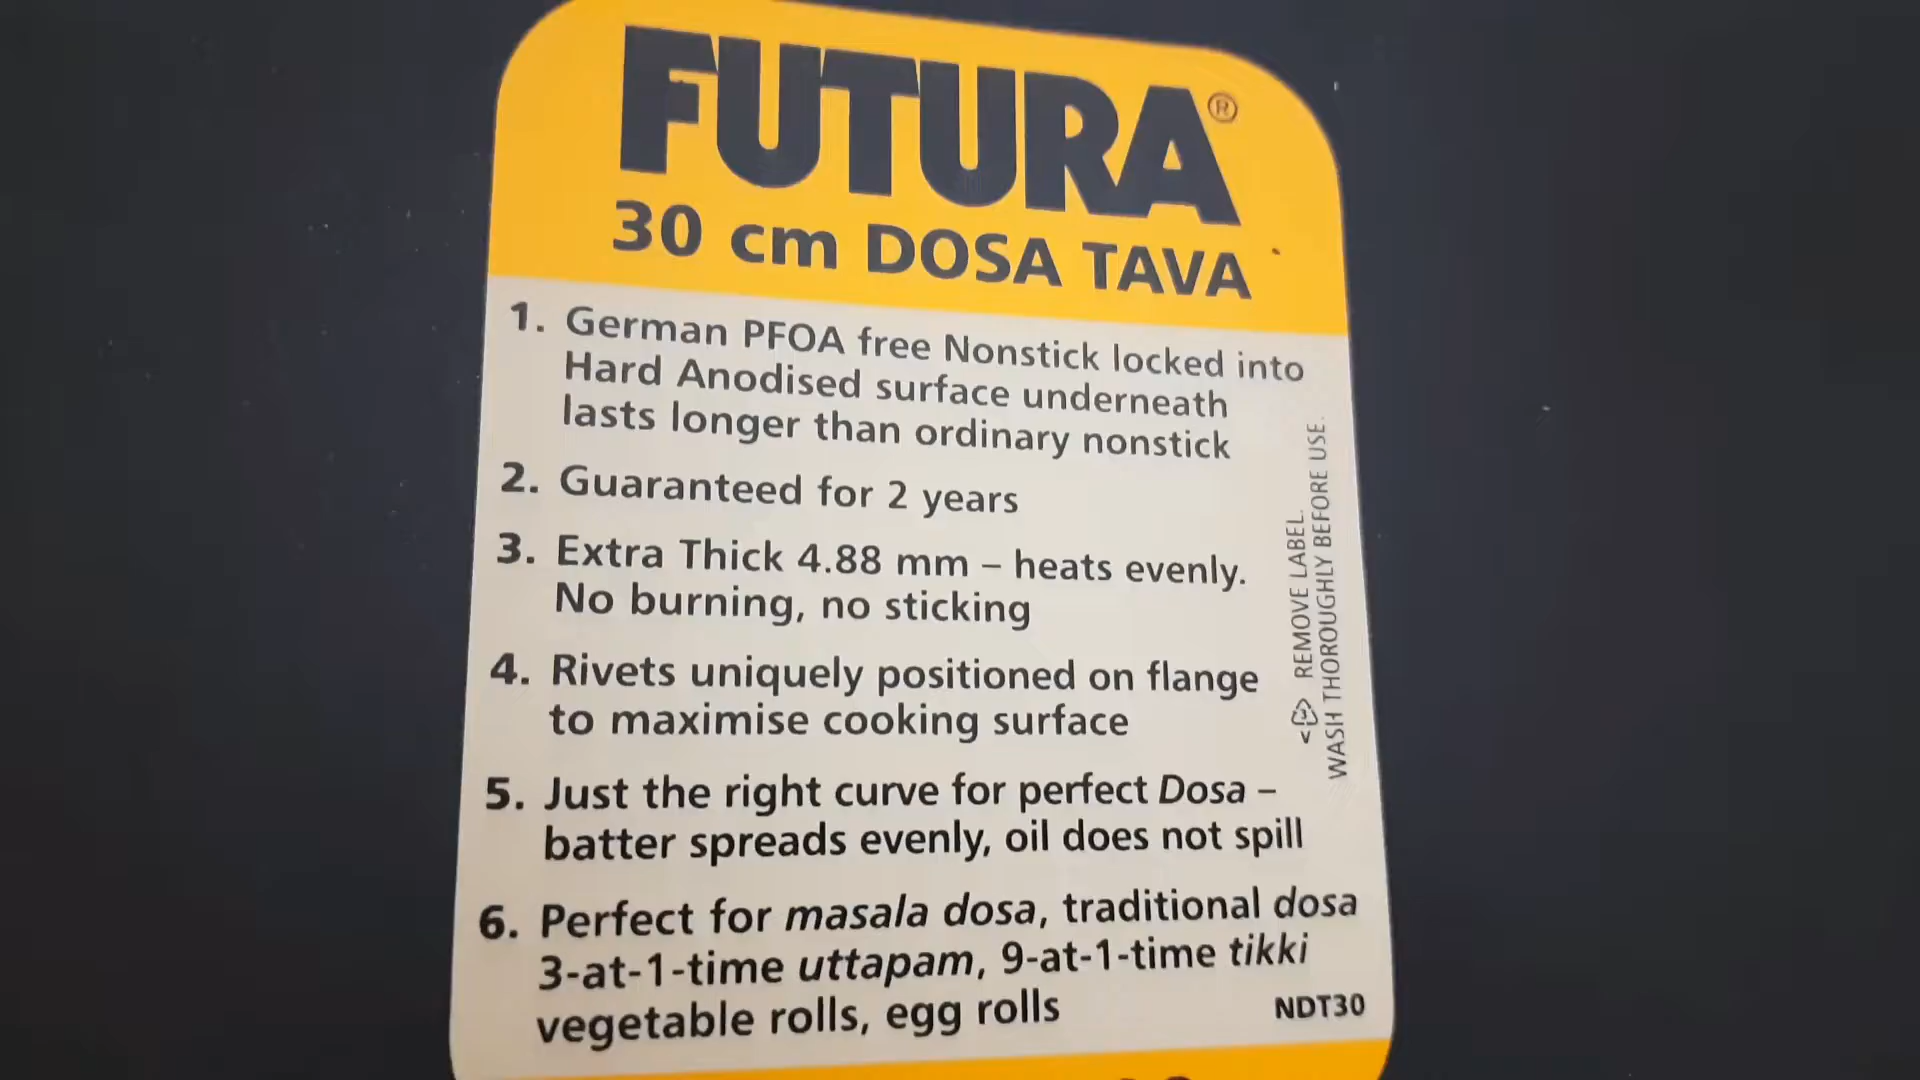 FUTURA®
30 cm DOSA TAVA
1. German PFOA free Nonstick locked into
Hard Anodised surface underneath
lasts longer than ordinary nonstick
2. Guaranteed for 2 years
3. Extra Thick 4.88 mm – heats evenly.
No burning, no sticking
4. Rivets uniquely positioned on flange
to maximise cooking surface
5. Just the right curve for perfect Dosa –
batter spreads evenly, oil does not spill
6. Perfect for masala dosa, traditional dosa
3-at-1-time uttapam, 9-at-1-time tikki
vegetable rolls, egg rolls
NDT30
< 3 REMOVE LABEL.
WASH THOROUGHLY BEFORE USE.